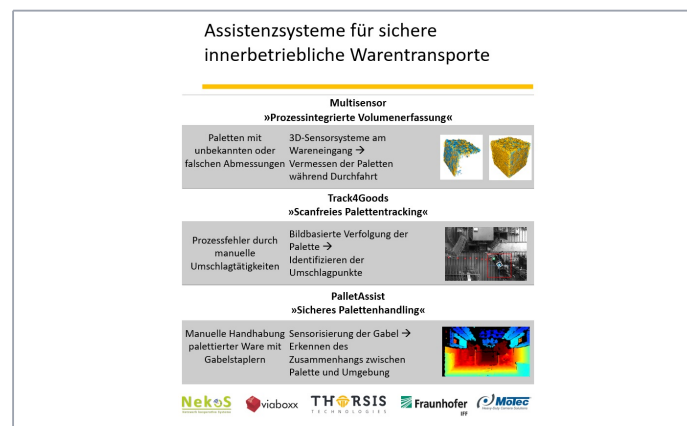 Assistenzsysteme für sichere
innerbetriebliche Warentransporte
Multisensor
»Prozessintegrierte Volumenerfassung«
Paletten mit
unbekannten oder
falschen Abmessungen
3D-Sensorsysteme am
Wareneingang →
Vermessen der Paletten
während Durchfahrt
Track4Goods
»Scanfreies Palettentracking«
Prozessfehler durch
manuelle
Umschlagtätigkeiten
Bildbasierte Verfolgung der
Palette →
Identifizieren der
Umschlagpunkte
PalletAssist
»Sicheres Palettenhandling«
Manuelle Handhabung
palettierter Ware mit
Gabelstaplern
Sensorisierung der Gabel →
Erkennen des
Zusammenhangs zwischen
Palette und Umgebung
NekoS
viaboxx
THORSIS
TECHNOLOGIES
Fraunhofer
IFF
Motec